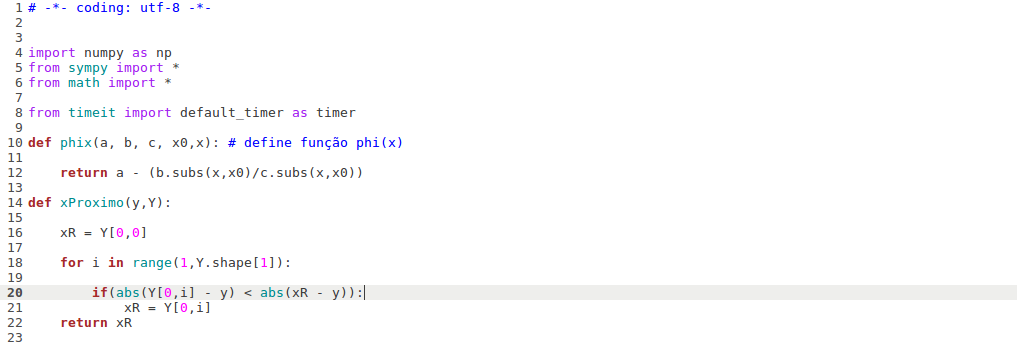 1 # -*- coding: utf-8 -*-
2
3
4 import numpy as np
5 from sympy import *
6 from math import *
7
8 from timeit import default_timer as timer
9
10 def phix(a, b, c, x0,x): # define função phi(x)
11
12     return a - (b.subs(x,x0)/c.subs(x,x0))
13
14 def xProximo(y,Y):
15
16     xR = Y[0,0]
17
18     for i in range(1,Y.shape[1]):
19
20         if(abs(Y[0,i] - y) < abs(xR - y)):
21             xR = Y[0,i]
22     return xR
23